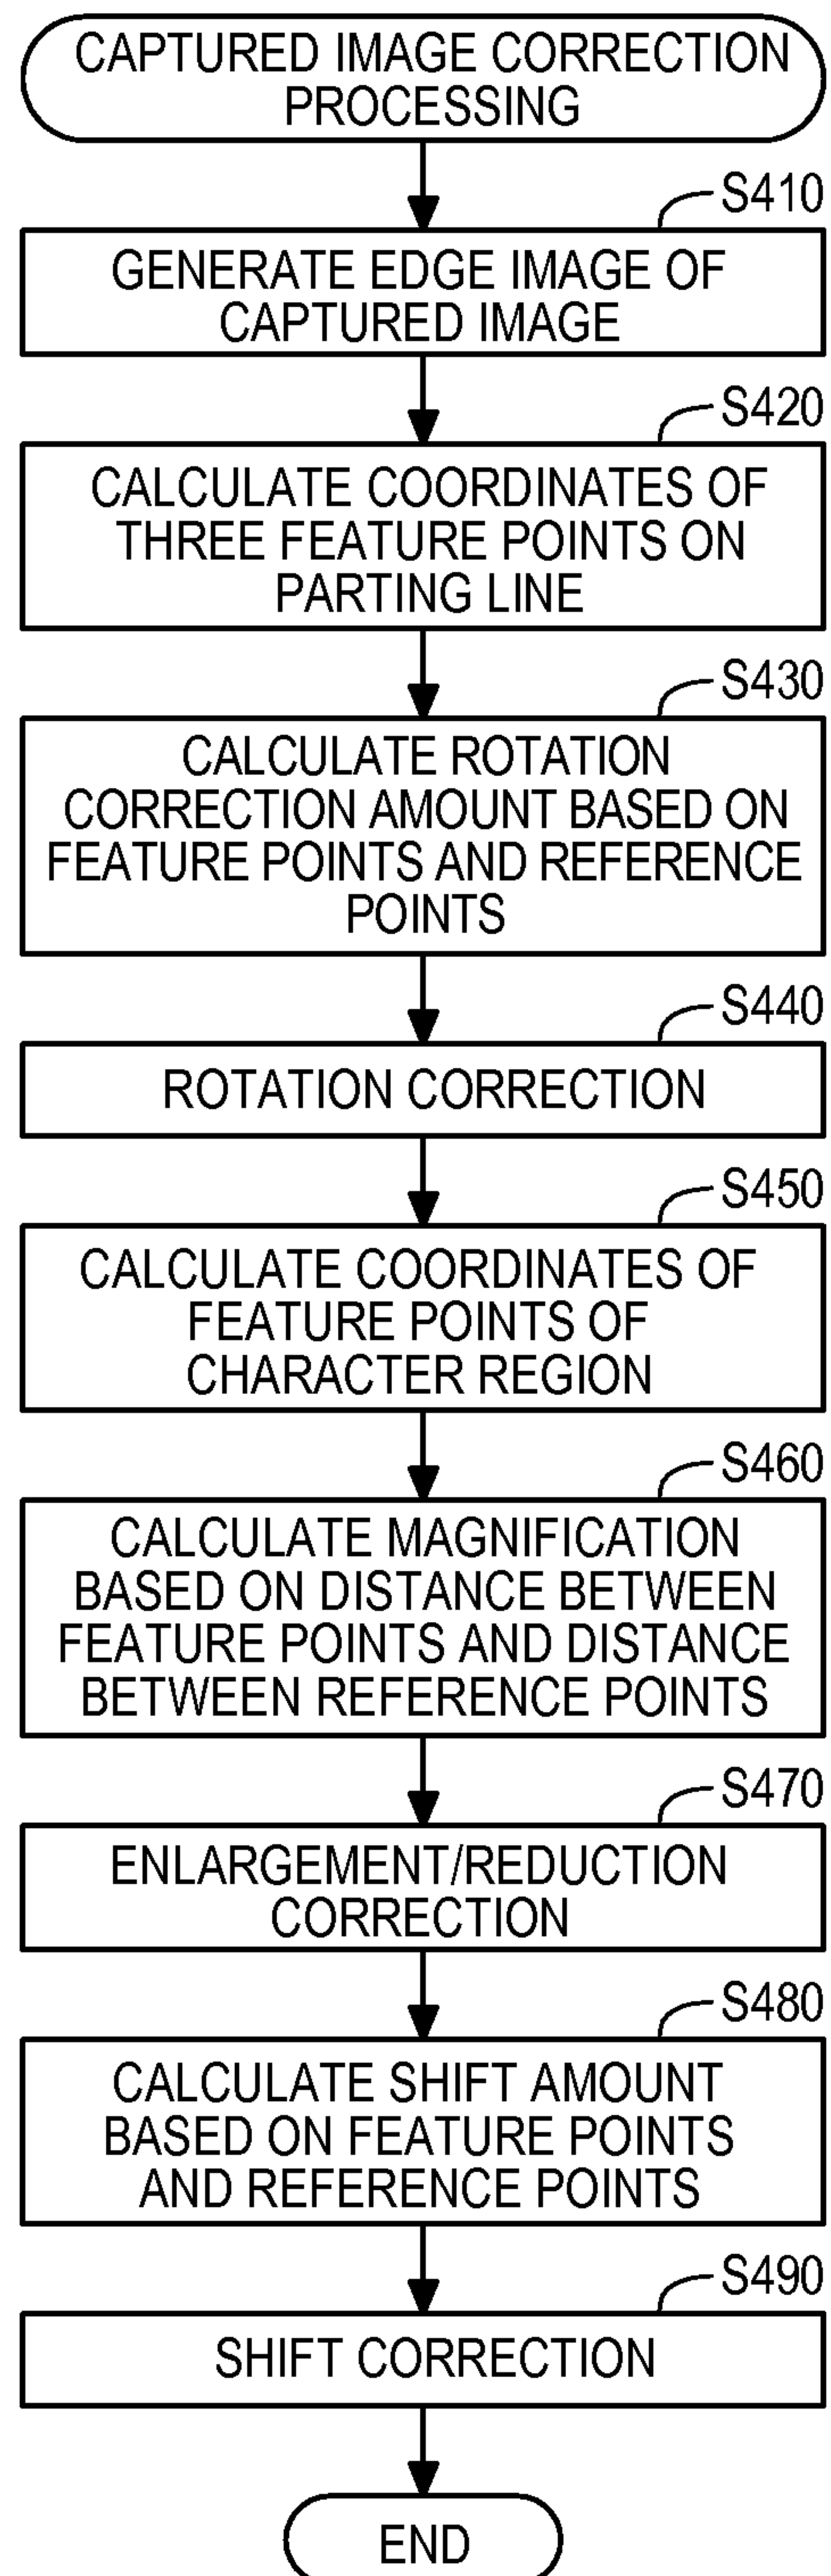 CAPTURED IMAGE CORRECTION
PROCESSING
S410
GENERATE EDGE IMAGE OF
CAPTURED IMAGE
S420
CALCULATE COORDINATES OF
THREE FEATURE POINTS ON
PARTING LINE
S430
CALCULATE ROTATION
CORRECTION AMOUNT BASED ON
FEATURE POINTS AND REFERENCE
POINTS
S440
ROTATION CORRECTION
S450
CALCULATE COORDINATES OF
FEATURE POINTS OF
CHARACTER REGION
S460
CALCULATE MAGNIFICATION
BASED ON DISTANCE BETWEEN
FEATURE POINTS AND DISTANCE
BETWEEN REFERENCE POINTS
S470
ENLARGEMENT/REDUCTION
CORRECTION
S480
CALCULATE SHIFT AMOUNT
BASED ON FEATURE POINTS
AND REFERENCE POINTS
S490
SHIFT CORRECTION
END